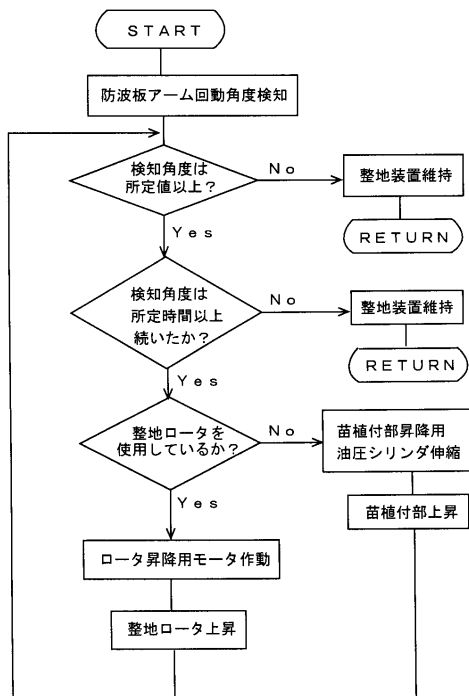 START
防波板アーム回動角度検知
検知角度は
所定値以上？
No
整地装置維持
RETURN
Yes
検知角度は
所定時間以上
続いたか？
No
整地装置維持
RETURN
Yes
整地ロータを
使用しているか？
No
苗植付部昇降用
油圧シリンダ伸縮
苗植付部上昇
Yes
ロータ昇降用モータ作動
整地ロータ上昇